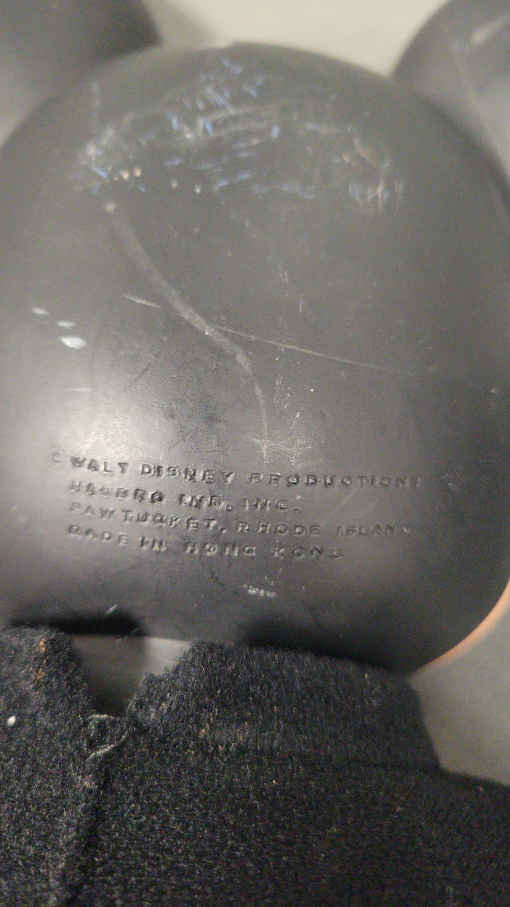 © WALT DISNEY PRODUCTIONS
HASBRO IND. INC.
PAWTUCKET, RHODE ISLAND
MADE IN HONG KONG